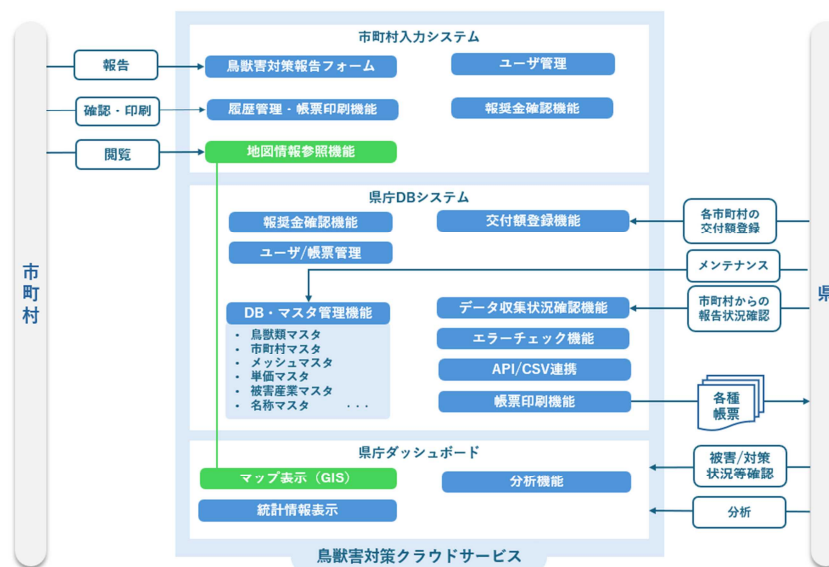 市町村入力システム
報告
鳥獣害対策報告フォーム
ユーザ管理
確認・印刷
履歴管理・帳票印刷機能
報奨金確認機能
閲覧
地図情報参照機能
県庁DBシステム
報奨金確認機能
交付額登録機能
各市町村の
交付額登録
ユーザ/帳票管理
メンテナンス
市町村
県
DB・マスタ管理機能
・ 鳥獣類マスタ
・ 市町村マスタ
・ メッシュマスタ
・ 単価マスタ
・ 被害産業マスタ
・ 名称マスタ ・・・
データ収集状況確認機能
市町村からの
報告状況確認
エラーチェック機能
API/CSV連携
帳票印刷機能
各種
帳票
県庁ダッシュボード
マップ表示（GIS）
分析機能
被害/対策
状況等確認
統計情報表示
分析
鳥獣害対策クラウドサービス